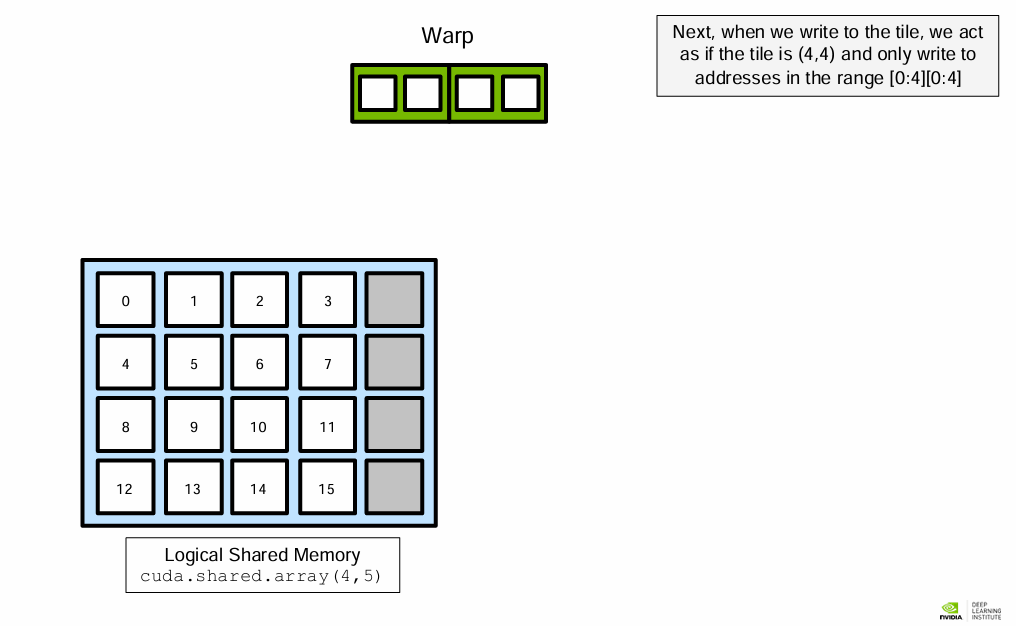 Warp
Next, when we write to the tile, we act
as if the tile is (4,4) and only write to
addresses in the range [0:4][0:4]
0 1 2 3
4 5 6 7
8 9 10 11
12 13 14 15
Logical Shared Memory
cuda.shared.array(4,5)
NVIDIA
DEEP
LEARNING
INSTITUTE